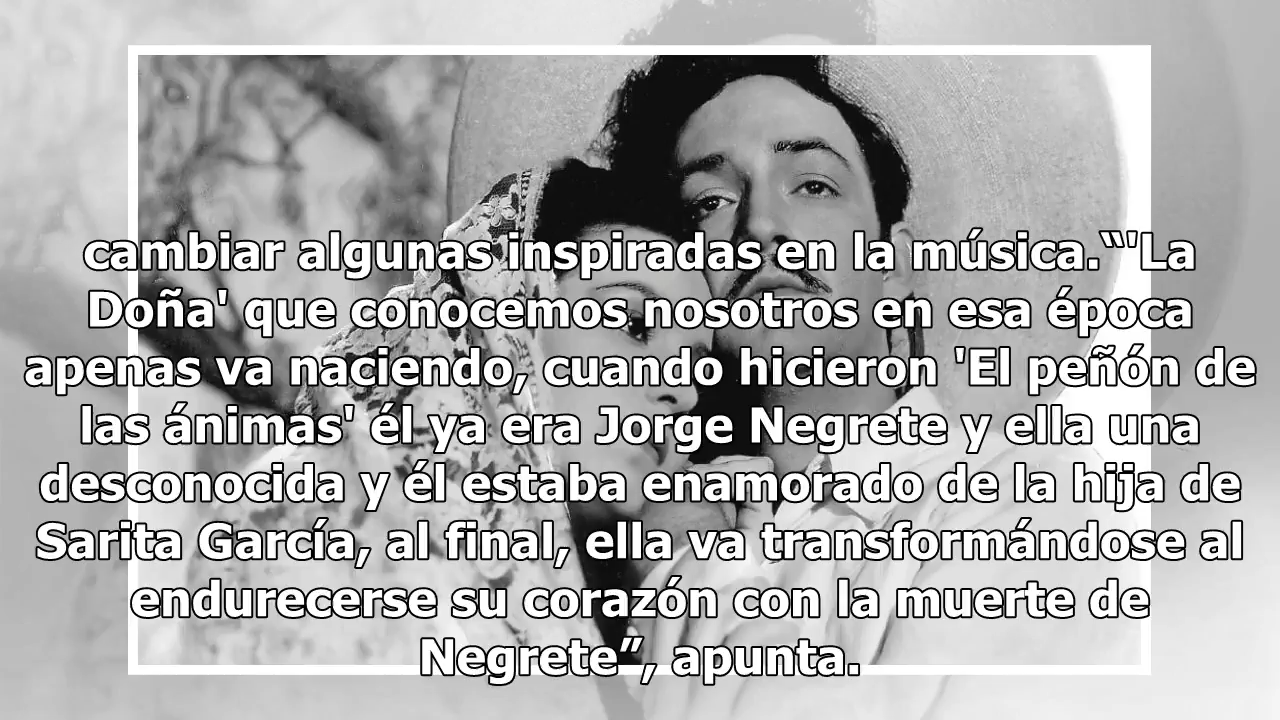 cambiar algunas inspiradas en la música.“'La
Doña' que conocemos nosotros en esa época
apenas va naciendo, cuando hicieron 'El peñón de
las ánimas' él ya era Jorge Negrete y ella una
desconocida y él estaba enamorado de la hija de
Sarita García, al final, ella va transformándose al
endurecerse su corazón con la muerte de
Negrete”, apunta.